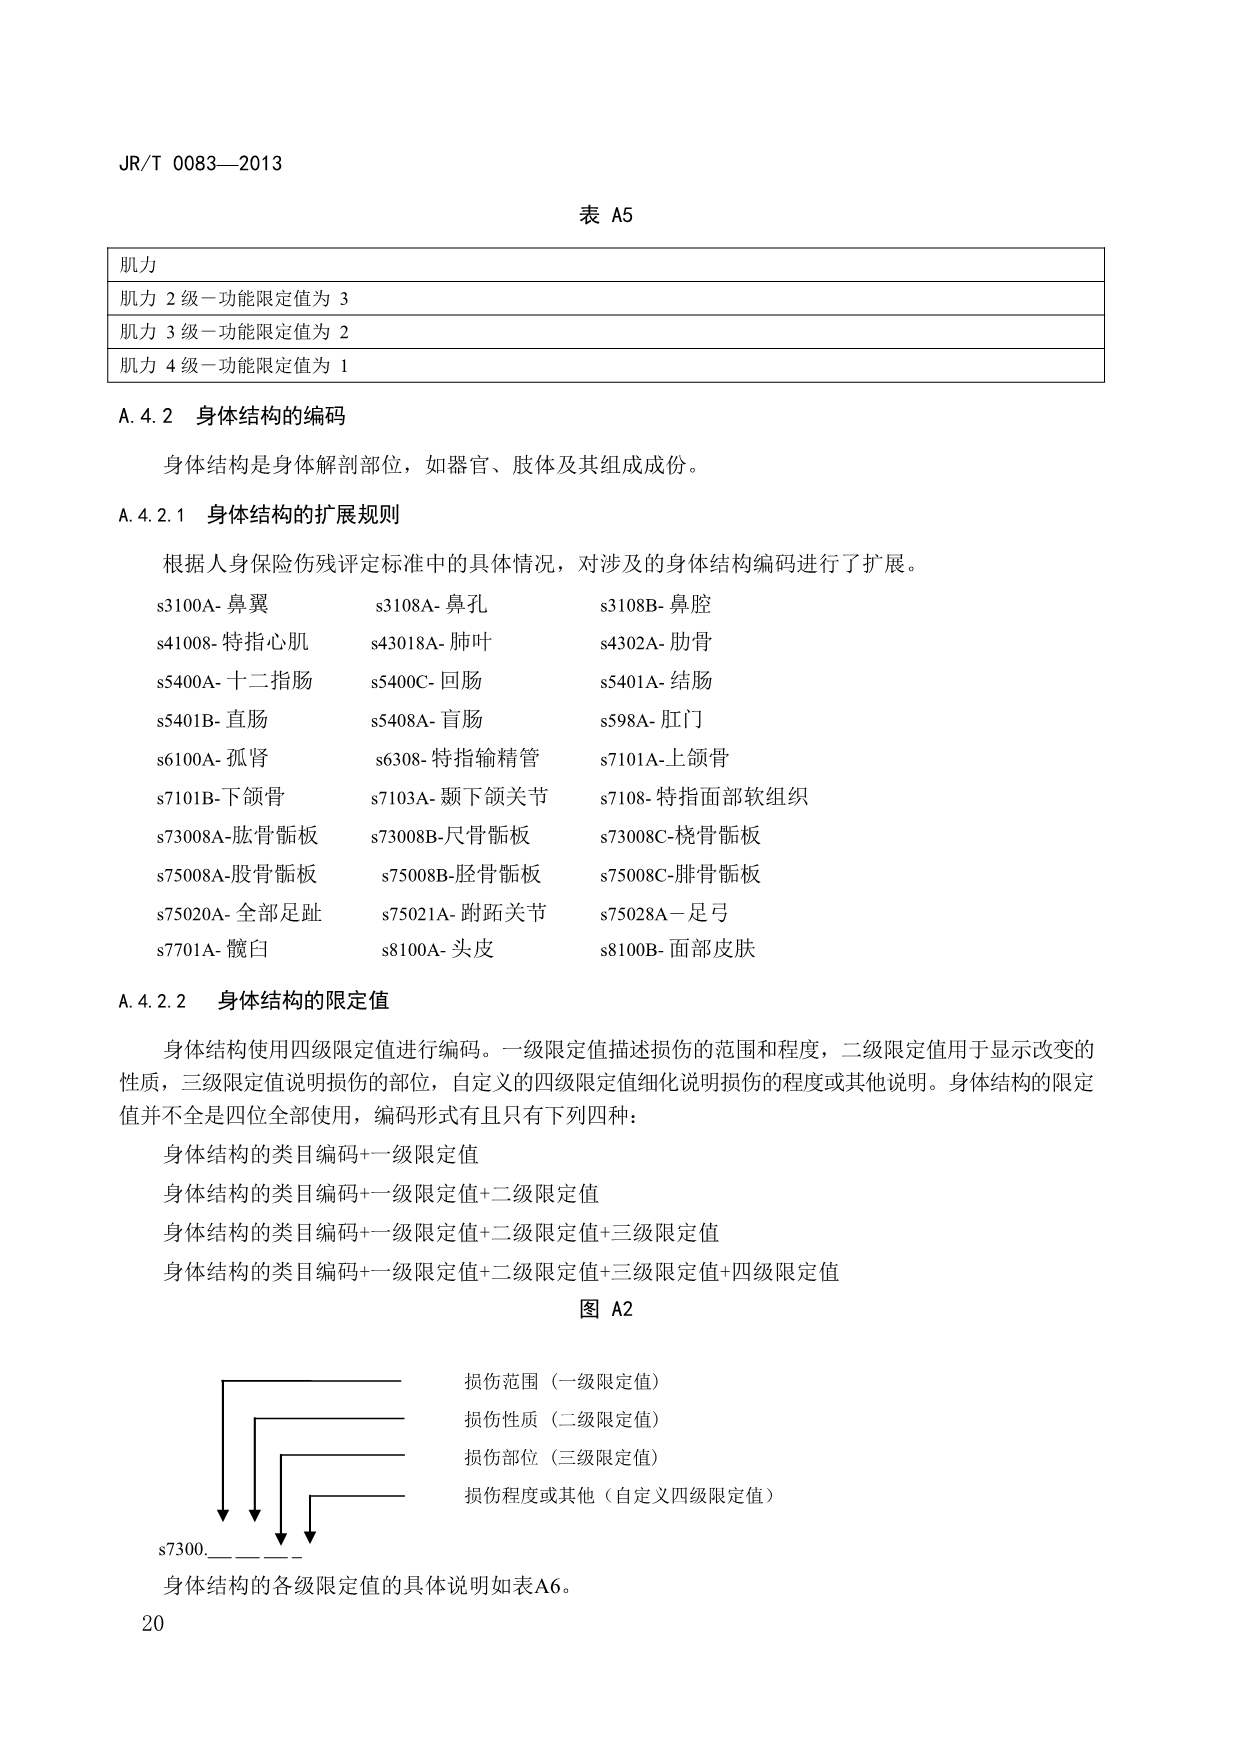 JR/T 0083—2013
表 A5
肌力
肌力 2 级－功能限定值为 3
肌力 3 级－功能限定值为 2
肌力 4 级－功能限定值为 1
A.4.2 身体结构的编码
身体结构是身体解剖部位，如器官、肢体及其组成成份。
A.4.2.1 身体结构的扩展规则
根据人身保险伤残评定标准中的具体情况，对涉及的身体结构编码进行了扩展。
s3100A- 鼻翼 s3108A- 鼻孔 s3108B- 鼻腔
s41008- 特指心肌 s43018A- 肺叶 s4302A- 肋骨
s5400A- 十二指肠 s5400C- 回肠 s5401A- 结肠
s5401B- 直肠 s5408A- 盲肠 s598A- 肛门
s6100A- 孤肾 s6308- 特指输精管 s7101A-上颌骨
s7101B-下颌骨 s7103A- 颞下颌关节 s7108- 特指面部软组织
s73008A-肱骨骺板 s73008B-尺骨骺板 s73008C-桡骨骺板
s75008A-股骨骺板 s75008B-胫骨骺板 s75008C-腓骨骺板
s75020A- 全部足趾 s75021A- 跗跖关节 s75028A－足弓
s7701A- 髋臼 s8100A- 头皮 s8100B- 面部皮肤
A.4.2.2 身体结构的限定值
身体结构使用四级限定值进行编码。一级限定值描述损伤的范围和程度，二级限定值用于显示改变的
性质，三级限定值说明损伤的部位，自定义的四级限定值细化说明损伤的程度或其他说明。身体结构的限定
值并不全是四位全部使用，编码形式有且只有下列四种：
身体结构的类目编码+一级限定值
身体结构的类目编码+一级限定值+二级限定值
身体结构的类目编码+一级限定值+二级限定值+三级限定值
身体结构的类目编码+一级限定值+二级限定值+三级限定值+四级限定值
图 A2
损伤范围（一级限定值）
损伤性质（二级限定值）
损伤部位（三级限定值）
损伤程度或其他（自定义四级限定值）
s7300.__ __ __ _
身体结构的各级限定值的具体说明如表A6。
20